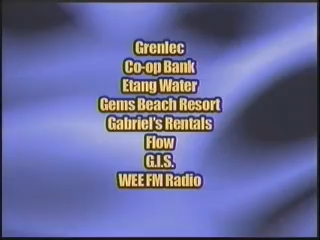 Grenlec
Co-op Bank
Etang Water
Gems Beach Resort
Gabriel's Rentals
Flow
G.I.S.
WEE FM Radio